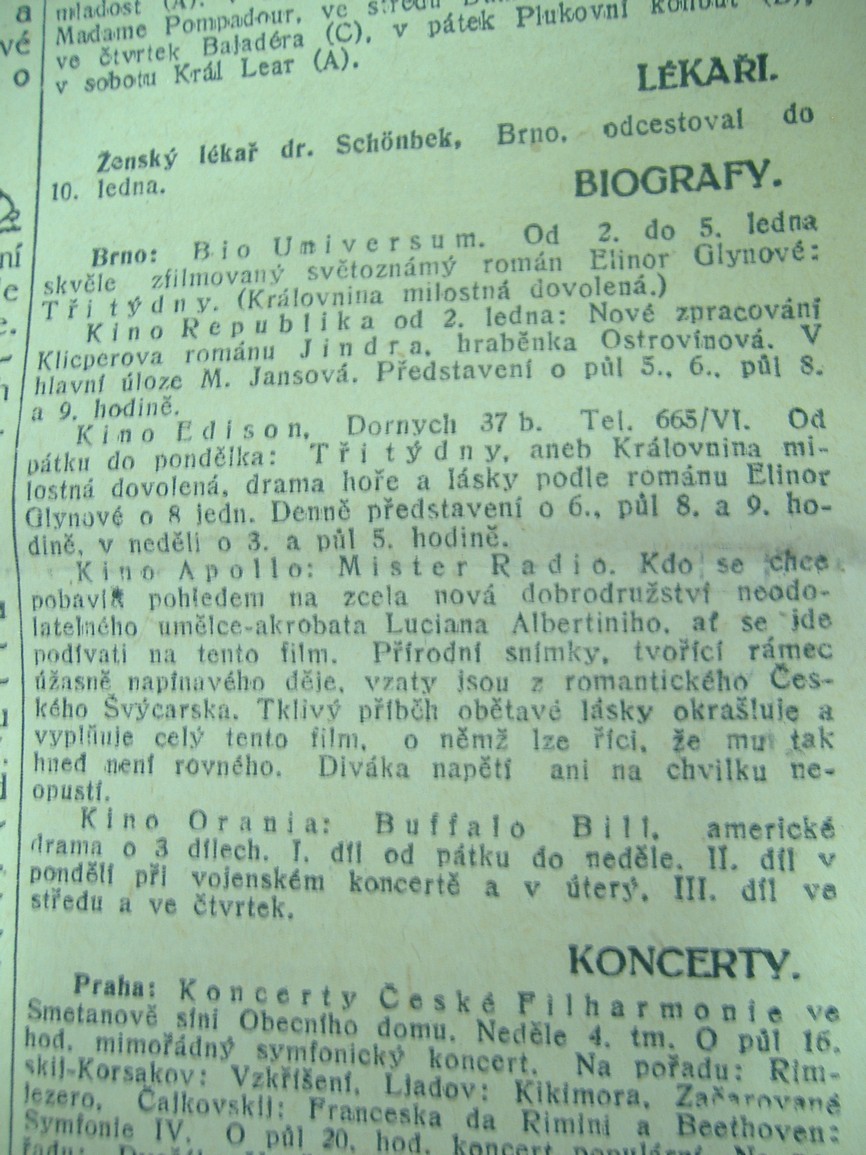 a
vé
o
mladost (A).
Madame Pompadour, ve středu
ve čtvrtek Bajadéra (C), v pátek Plukovní
v sobotu Král Lear (A).
LÉKAŘI.
Ženský lékař dr. Schönbek, Brno, odcestoval do
10. ledna.
BIOGRAFY.
Brno: Bio Universum. Od 2. do 5. ledna
skvěle zfilmovaný světoznámý román Elinor Glynové:
Tři týdny. (Královnina milostná dovolená.)
Kino Republika od 2. ledna: Nové zpracování
Klicperova románu Jindra, hraběnka Ostrovínová. V
hlavní úloze M. Jansová. Představení o půl 5., 6., půl 8.
a 9. hodině.
Kino Edison, Dornych 37 b. Tel. 665/VI. Od
pátku do pondělka: Tři týdny, aneb Královnina mi-
lostná dovolená, drama hoře a lásky podle románu Elinor
Glynové o 8 jedn. Denně představení o 6., půl 8. a 9. ho-
dině, v neděli o 3. a půl 5. hodině.
Kino Apollo: Mister Radio. Kdo se chce
pobaviti pohledem na zcela nová dobrodružství neodo-
latelného umělce-akrobata Luciana Albertiniho, ať se jde
podívati na tento film. Přírodní snímky, tvořící rámec
úžasně napínavého děje, vzaty jsou z romantického Čes-
kého Švýcarska. Tklivý příběh obětavé lásky okrašluje a
vyplňuje celý tento film, o němž lze říci, že mu tak
hned není rovného. Diváka napětí ani na chvilku ne-
opustí.
Kino Orania: Buffalo Bill, americké
drama o 3 dílech. I. díl od pátku do neděle. II. díl v
pondělí při vojenském koncertě a v úterý. III. díl ve
středu a ve čtvrtek.
KONCERTY.
Praha: Koncerty České Filharmonie ve
Smetanově síni Obecního domu. Neděle 4. tm. O půl 16.
hod. mimořádný symfonický koncert. Na pořadu: Rim-
skij-Korsakov: Vzkříšení, Ljadov: Kikimora, Začarované
jezero, Čajkovskij: Franceska da Rimini a Beethoven:
Symfonie IV. O půl 20. hod. koncert populární. Na